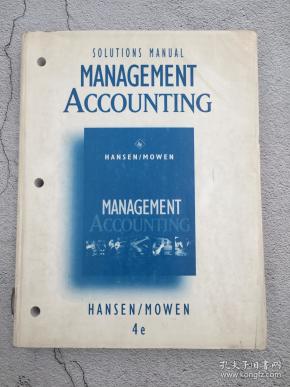 SOLUTIONS MANUAL
MANAGEMENT
ACCOUNTING
HANSEN/MOWEN
MANAGEMENT
ACCOUNTING
HANSEN/MOWEN
4e
孔夫子旧书网